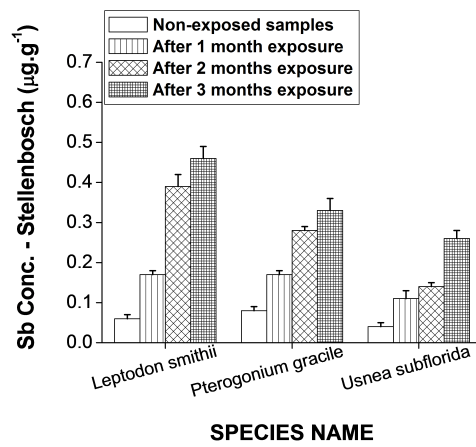 Non-exposed samples
After 1 month exposure
After 2 months exposure
After 3 months exposure
Sb Conc. - Stellenbosch (μg.g⁻¹)
0.7
0.6
0.5
0.4
0.3
0.2
0.1
0.0
Leptodon smithii
Pterogonium gracile
Usnea subflorida
SPECIES NAME